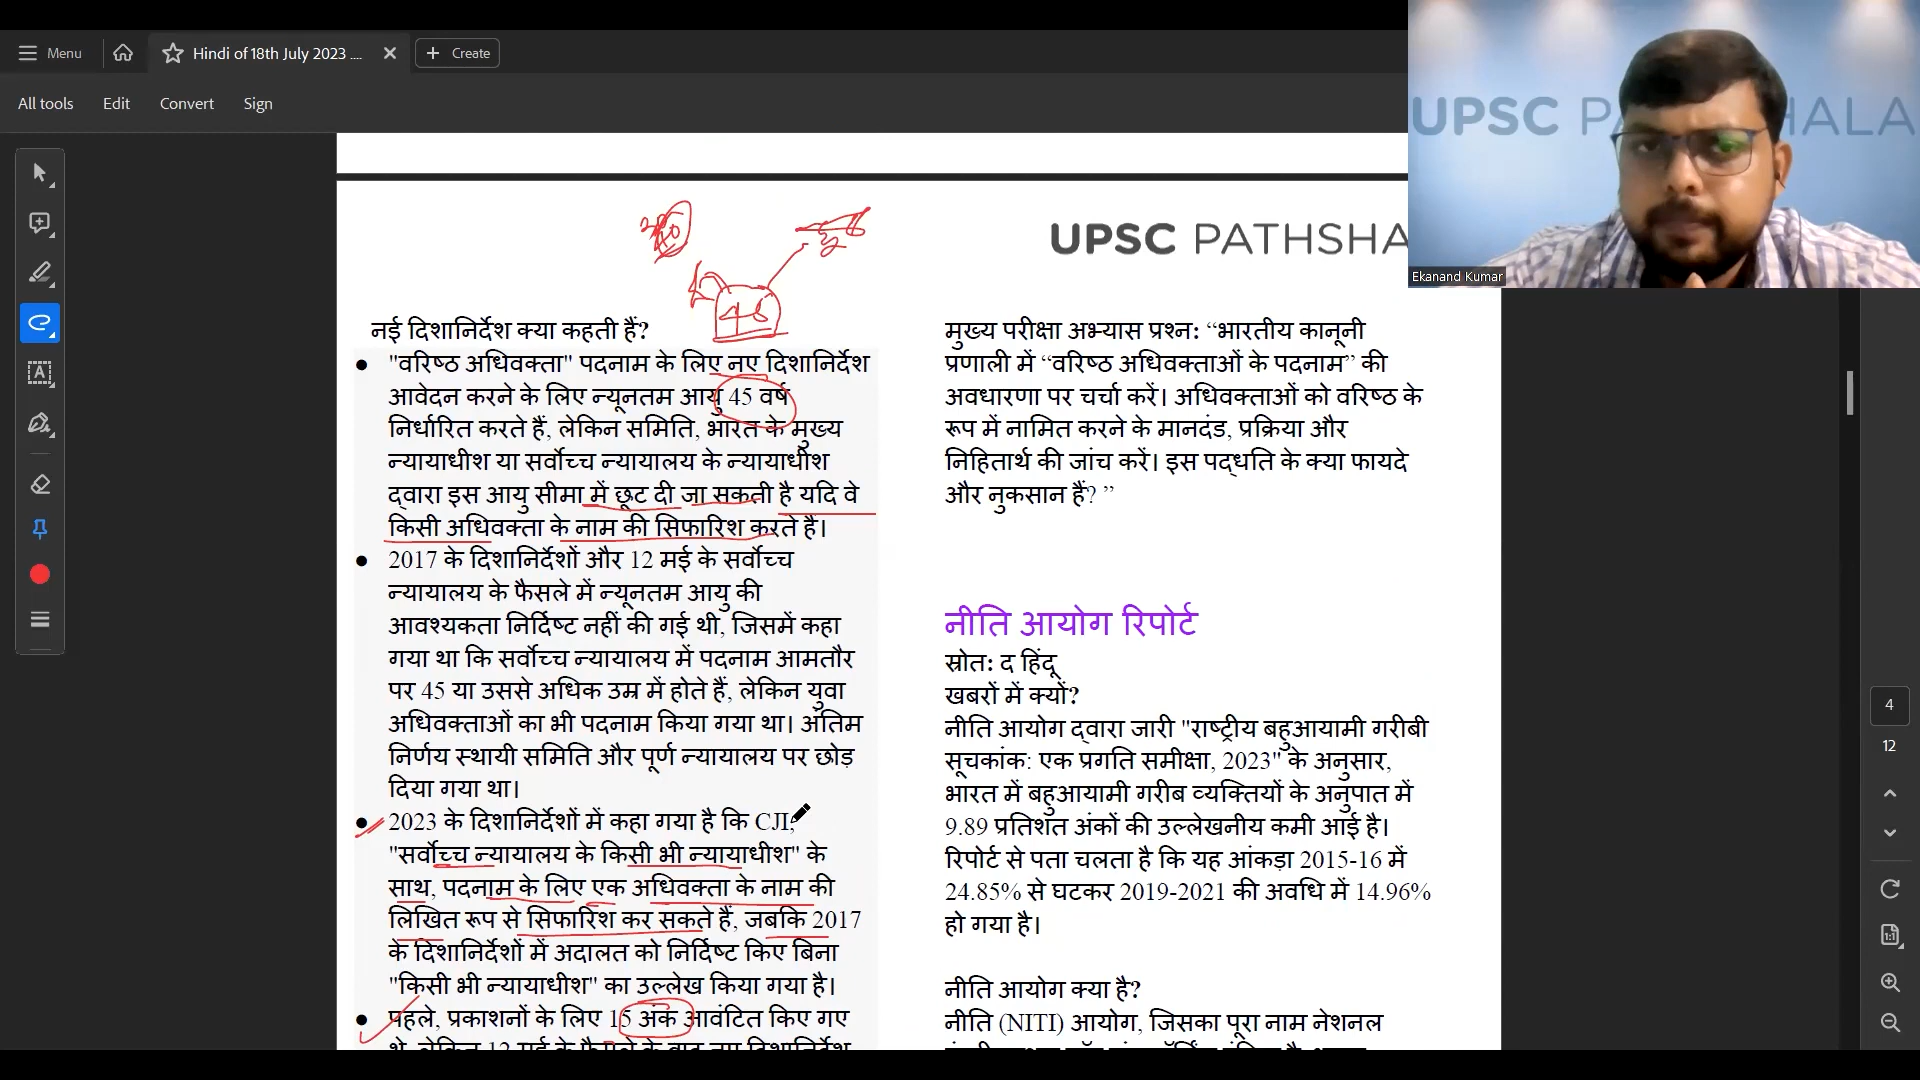 Menu
Hindi of 18th July 2023 ....
Create
All tools
Edit
Convert
Sign
UPSC PATHSHALA
Ekanand Kumar
UPSC PATHSHA
45
नई दिशानिर्देश क्या कहती हैं?
"वरिष्ठ अधिवक्ता" पदनाम के लिए नए दिशानिर्देश
आवेदन करने के लिए न्यूनतम आयु 45 वर्ष
निर्धारित करते हैं, लेकिन समिति, भारत के मुख्य
न्यायाधीश या सर्वोच्च न्यायालय के न्यायाधीश
द्वारा इस आयु सीमा में छूट दी जा सकती है यदि वे
किसी अधिवक्ता के नाम की सिफारिश करते हैं।
2017 के दिशानिर्देशों और 12 मई के सर्वोच्च
न्यायालय के फैसले में न्यूनतम आयु की
आवश्यकता निर्दिष्ट नहीं की गई थी, जिसमें कहा
गया था कि सर्वोच्च न्यायालय में पदनाम आमतौर
पर 45 या उससे अधिक उम्र में होते हैं, लेकिन युवा
अधिवक्ताओं का भी पदनाम किया गया था। अंतिम
निर्णय स्थायी समिति और पूर्ण न्यायालय पर छोड़
दिया गया था।
2023 के दिशानिर्देशों में कहा गया है कि CJI,
"सर्वोच्च न्यायालय के किसी भी न्यायाधीश" के
साथ, पदनाम के लिए एक अधिवक्ता के नाम की
लिखित रूप से सिफारिश कर सकते हैं, जबकि 2017
के दिशानिर्देशों में अदालत को निर्दिष्ट किए बिना
"किसी भी न्यायाधीश" का उल्लेख किया गया है।
पहले, प्रकाशनों के लिए 15 अंक आवंटित किए गए
मुख्य परीक्षा अभ्यास प्रश्न: “भारतीय कानूनी
प्रणाली में “वरिष्ठ अधिवक्ताओं के पदनाम” की
अवधारणा पर चर्चा करें। अधिवक्ताओं को वरिष्ठ के
रूप में नामित करने के मानदंड, प्रक्रिया और
निहितार्थ की जांच करें। इस पद्धति के क्या फायदे
और नुकसान हैं? ”
नीति आयोग रिपोर्ट
स्रोत: द हिंदू
खबरों में क्यों?
नीति आयोग द्वारा जारी "राष्ट्रीय बहुआयामी गरीबी
सूचकांक: एक प्रगति समीक्षा, 2023" के अनुसार,
भारत में बहुआयामी गरीब व्यक्तियों के अनुपात में
9.89 प्रतिशत अंकों की उल्लेखनीय कमी आई है।
रिपोर्ट से पता चलता है कि यह आंकड़ा 2015-16 में
24.85% से घटकर 2019-2021 की अवधि में 14.96%
हो गया है।
नीति आयोग क्या है?
नीति (NITI) आयोग, जिसका पूरा नाम नेशनल
4
12